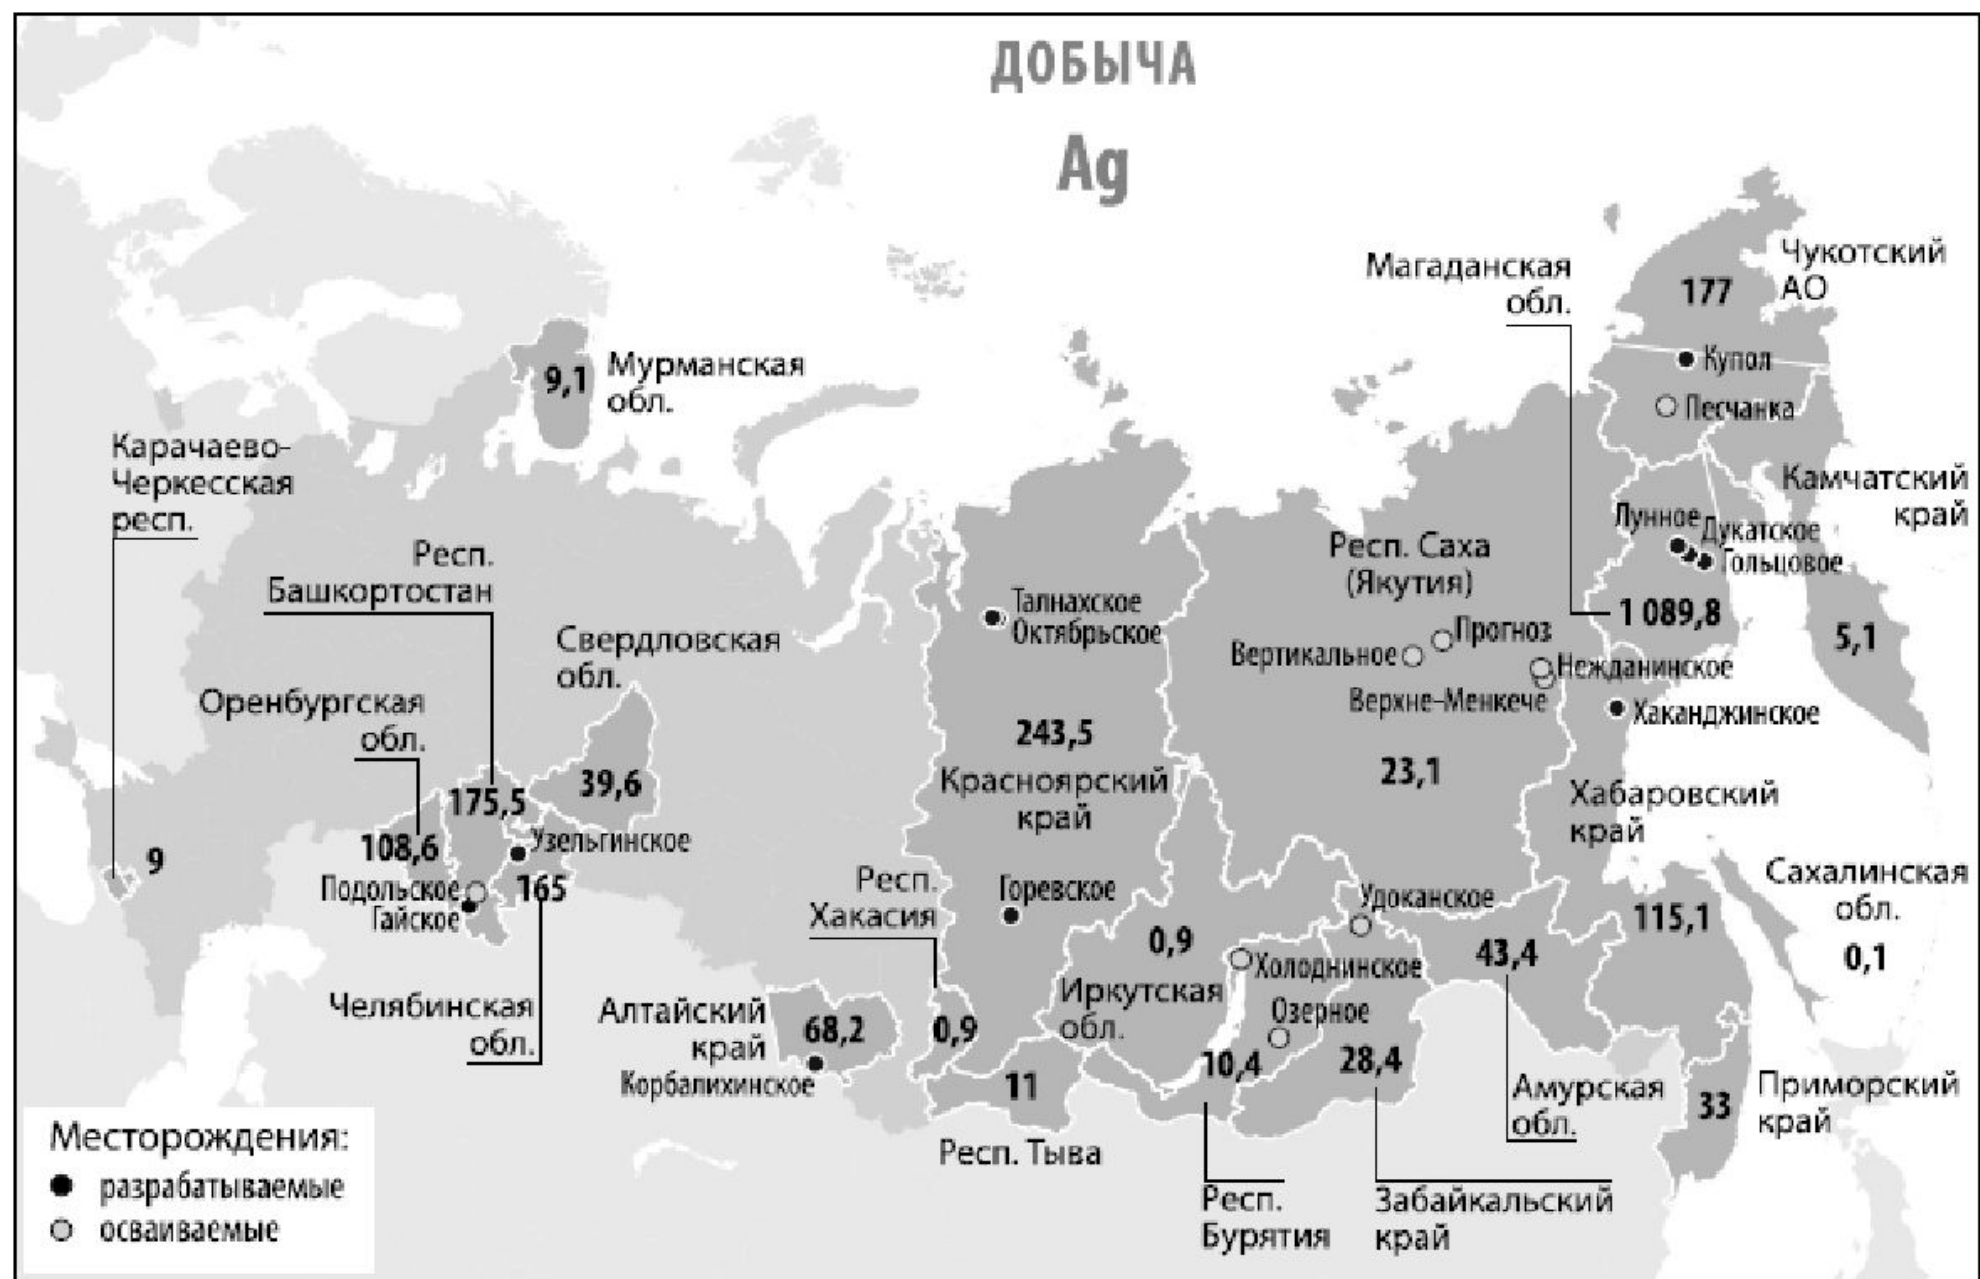 ДОБЫЧА
Ag
Чукотский
АО
177
Магаданская
обл.
Купол
Песчанка
Мурманская
обл.
9,1
Карачаево-
Черкесская
респ.
Камчатский
край
Лунное
Дукатское
Гольцовое
Респ. Саха
(Якутия)
Респ.
Башкортостан
Талнахское
Октябрьское
1 089,8
5,1
Прогноз
Вертикальное
Нежданинское
Верхне-Менкече
Хаканджинское
Свердловская
обл.
Оренбургская
обл.
243,5
23,1
Красноярский
край
Хабаровский
край
39,6
175,5
108,6
Узельгинское
9
165
Подольское
Гайское
Респ.
Хакасия
Горевское
Удоканское
115,1
Сахалинская
обл.
0,1
0,9
43,4
Холоднинское
Иркутская
обл.
Озерное
Челябинская
обл.
Алтайский
край
68,2
0,9
Корбалихинское
11
10,4
28,4
Амурская
обл.
33
Приморский
край
Респ. Тыва
Респ.
Бурятия
Забайкальский
край
Месторождения:
разрабатываемые
осваиваемые